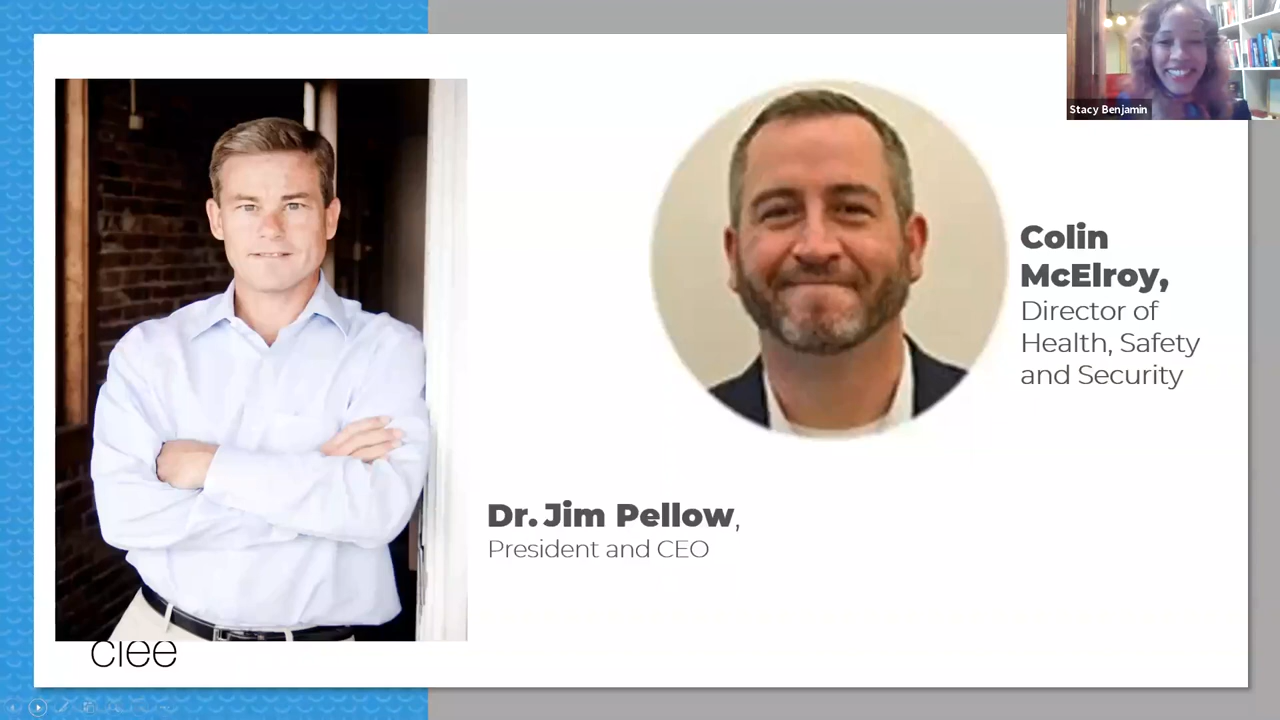 Stacy Benjamin
Colin
McElroy,
Director of
Health, Safety
and Security
Dr. Jim Pellow,
President and CEO
ciee